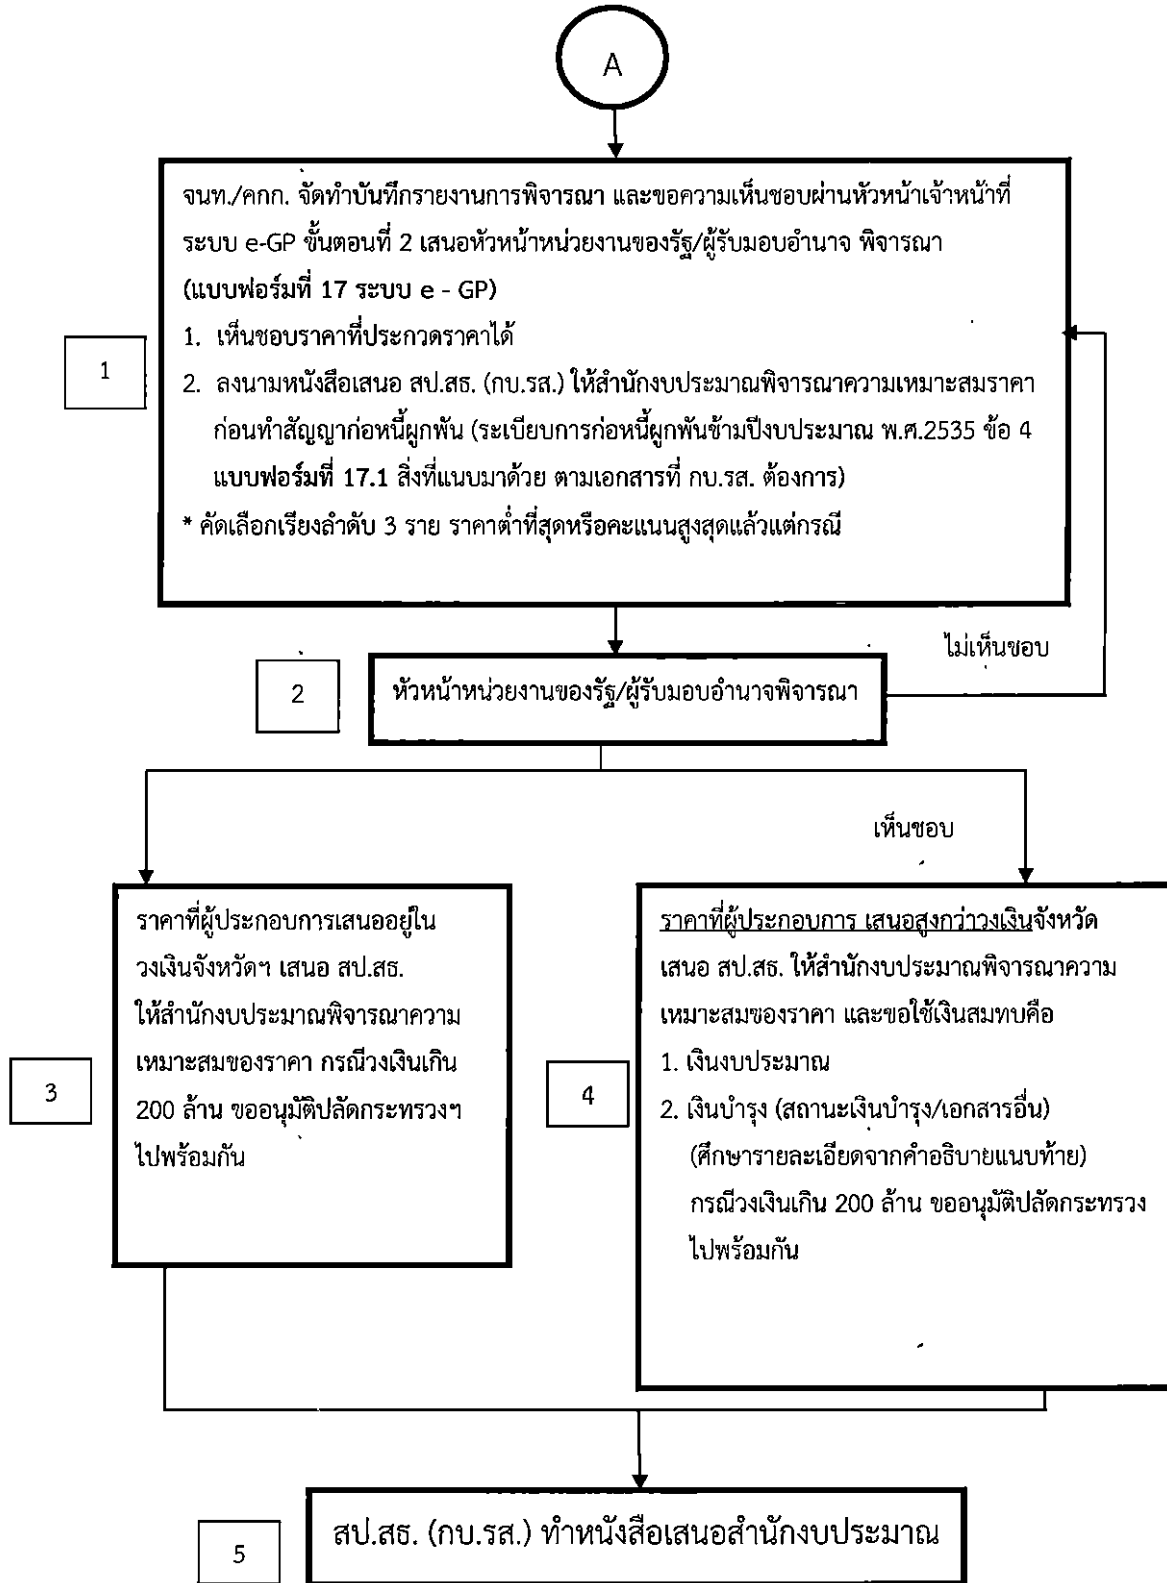 A
จนท./คกก. จัดทำบันทึกรายงานการพิจารณา และขอความเห็นชอบผ่านหัวหน้าเจ้าหน้าที่
ระบบ e-GP ขั้นตอนที่ 2 เสนอหัวหน้าหน่วยงานของรัฐ/ผู้รับมอบอำนาจ พิจารณา
(แบบฟอร์มที่ 17 ระบบ e - GP)
1. เห็นชอบราคาที่ประกวดราคาได้
2. ลงนามหนังสือเสนอ สป.สธ. (กบ.รส.) ให้สำนักงบประมาณพิจารณาความเหมาะสมราคา
ก่อนทำสัญญาก่อหนี้ผูกพัน (ระเบียบการก่อหนี้ผูกพันข้ามปีงบประมาณ พ.ศ.2535 ข้อ 4
แบบฟอร์มที่ 17.1 สิ่งที่แนบมาด้วย ตามเอกสารที่ กบ.รส. ต้องการ)
* คัดเลือกเรียงลำดับ 3 ราย ราคาต่ำที่สุดหรือคะแนนสูงสุดแล้วแต่กรณี
1
ไม่เห็นชอบ
2
หัวหน้าหน่วยงานของรัฐ/ผู้รับมอบอำนาจพิจารณา
เห็นชอบ
3
ราคาที่ผู้ประกอบการเสนออยู่ใน
วงเงินจังหวัดฯ เสนอ สป.สธ.
ให้สำนักงบประมาณพิจารณาความ
เหมาะสมของราคา กรณีวงเงินเกิน
200 ล้าน ขออนุมัติปลัดกระทรวงฯ
ไปพร้อมกัน
4
ราคาที่ผู้ประกอบการ เสนอสูงกว่าวงเงินจังหวัด
เสนอ สป.สธ. ให้สำนักงบประมาณพิจารณาความ
เหมาะสมของราคา และขอใช้เงินสมทบคือ
1. เงินงบประมาณ
2. เงินบำรุง (สถานะเงินบำรุง/เอกสารอื่น)
(ศึกษารายละเอียดจากคำอธิบายแนบท้าย)
กรณีวงเงินเกิน 200 ล้าน ขออนุมัติปลัดกระทรวง
ไปพร้อมกัน
5
สป.สธ. (กบ.รส.) ทำหนังสือเสนอสำนักงบประมาณ